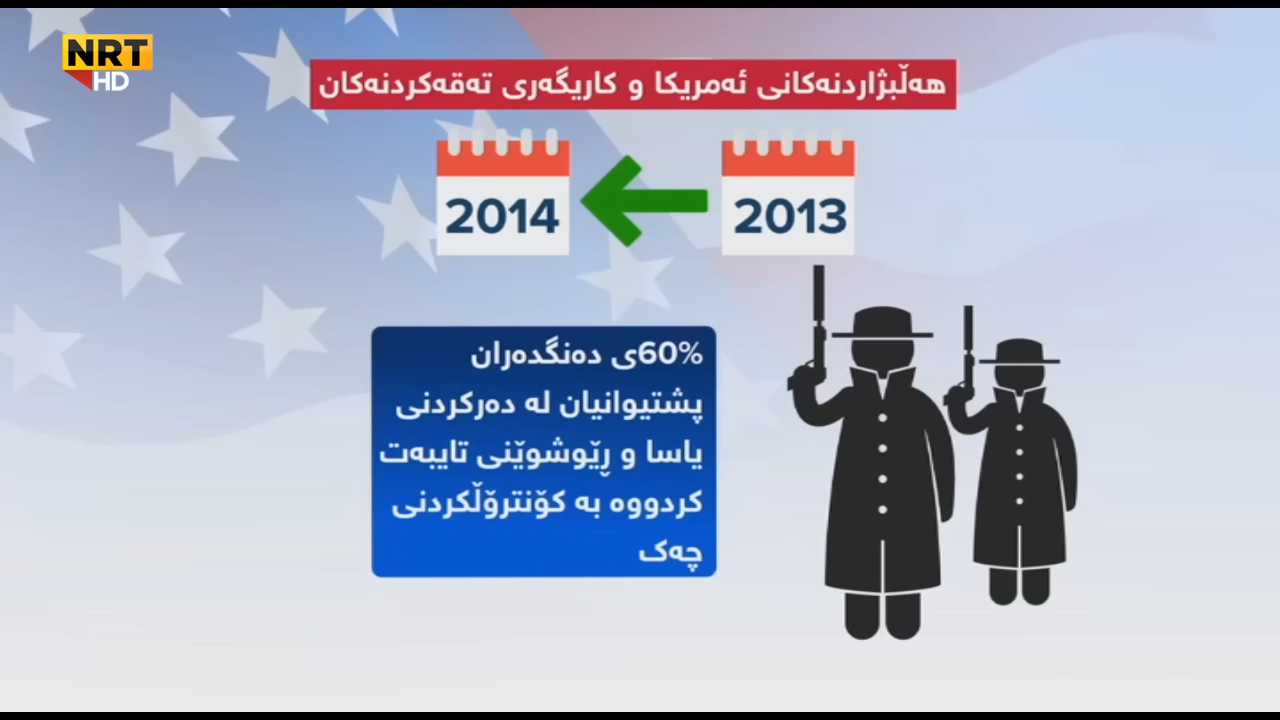 NRT
HD
هەڵبژاردنەکانی ئەمریکا و کاریگەری تەقەکردنەکان
2013
2014
60%ی دەنگدەران
پشتیوانیان لە دەرکردنی
یاسا و ڕێوشوێنی تایبەت
کردووە بە کۆنترۆڵکردنی
چەک